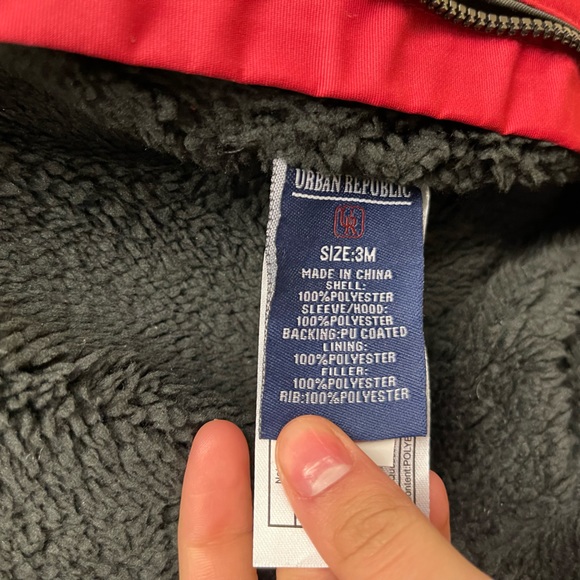 URBAN REPUBLIC
SIZE:3M
MADE IN CHINA
SHELL:
100%POLYESTER
SLEEVE/HOOD:
100%POLYESTER
BACKING:PU COATED
LINING:
100%POLYESTER
FILLER:
100%POLYESTER
RIB:100%POLYESTER